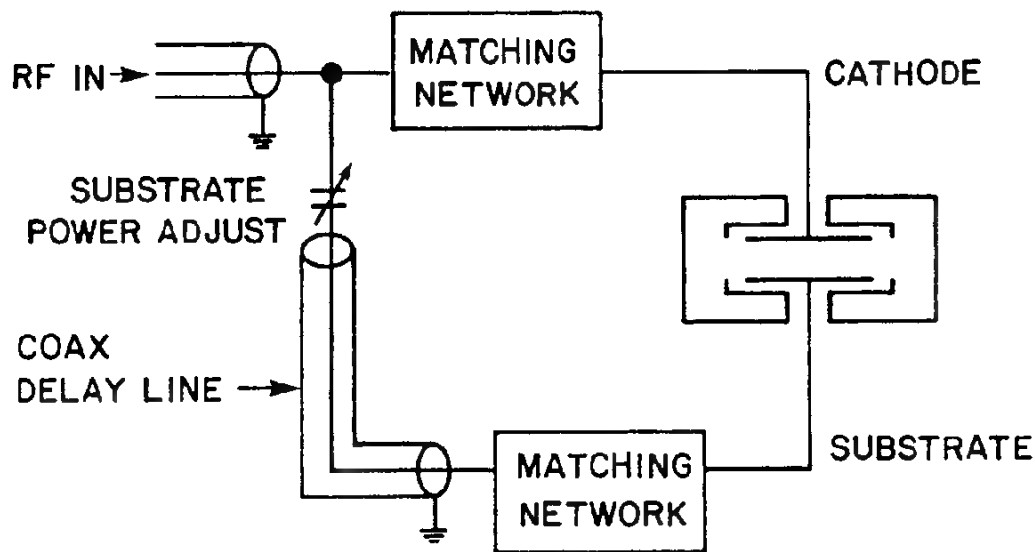 RF IN
MATCHING
NETWORK
CATHODE
SUBSTRATE
POWER ADJUST
COAX
DELAY LINE
MATCHING
NETWORK
SUBSTRATE